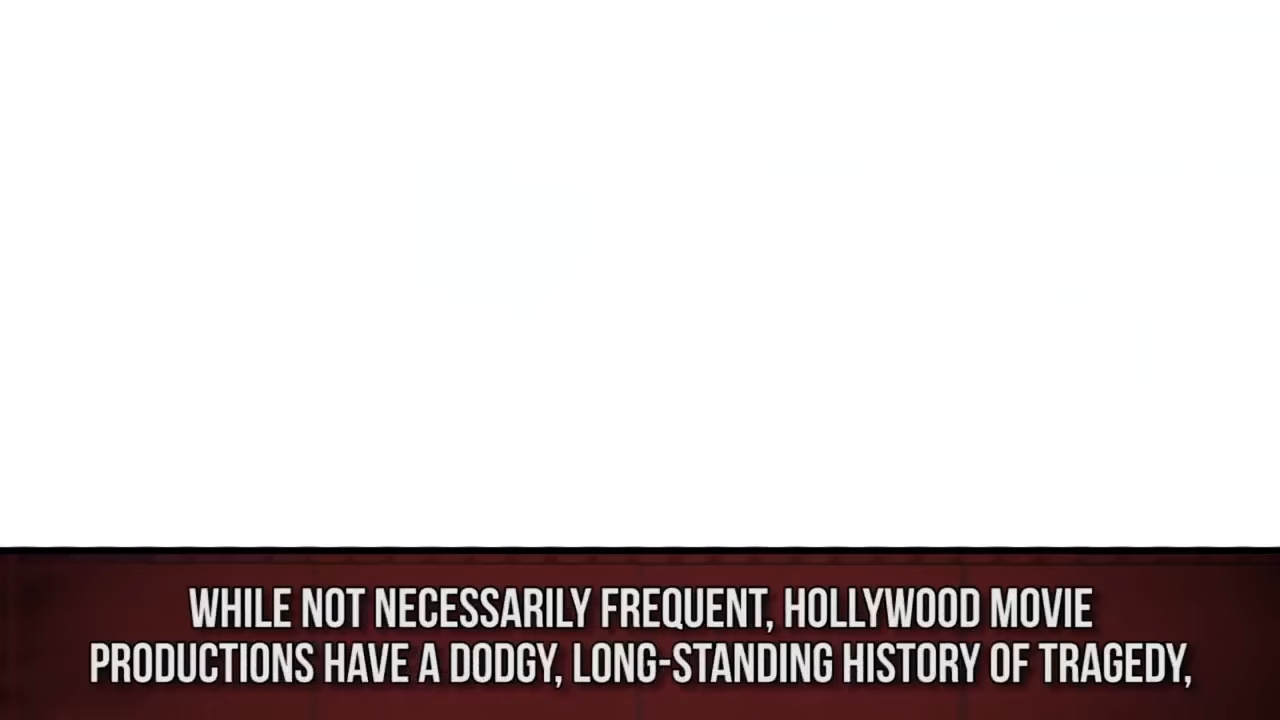 WHILE NOT NECESSARILY FREQUENT, HOLLYWOOD MOVIE
PRODUCTIONS HAVE A DODGY, LONG-STANDING HISTORY OF TRAGEDY,